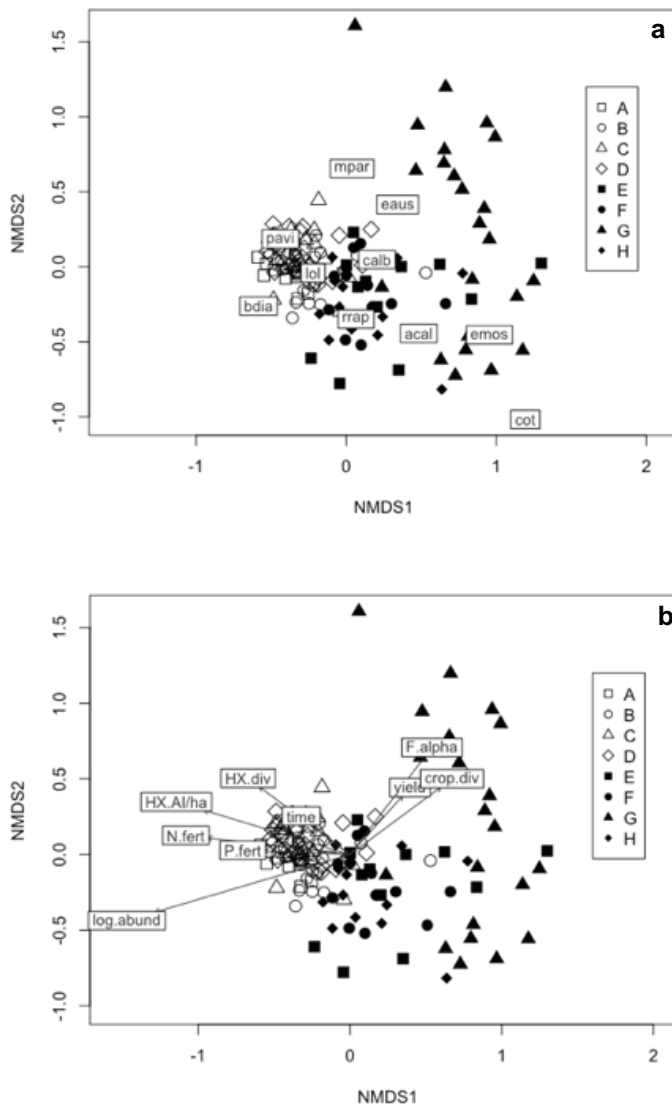 a
1.5
1.0
0.5
0.0
-0.5
-1.0
NMDS2
A
B
C
D
E
F
G
H
mpar
eaus
pavi
calb
lol
bdia
rrap
acal
emos
cot
-1
0
1
2
NMDS1
b
1.5
1.0
0.5
0.0
-0.5
-1.0
NMDS2
A
B
C
D
E
F
G
H
F.alpha
HX.div
yield
crop.div
HX.AI/ha
time
N.fert
P.fert
log.abund
-1
0
1
2
NMDS1